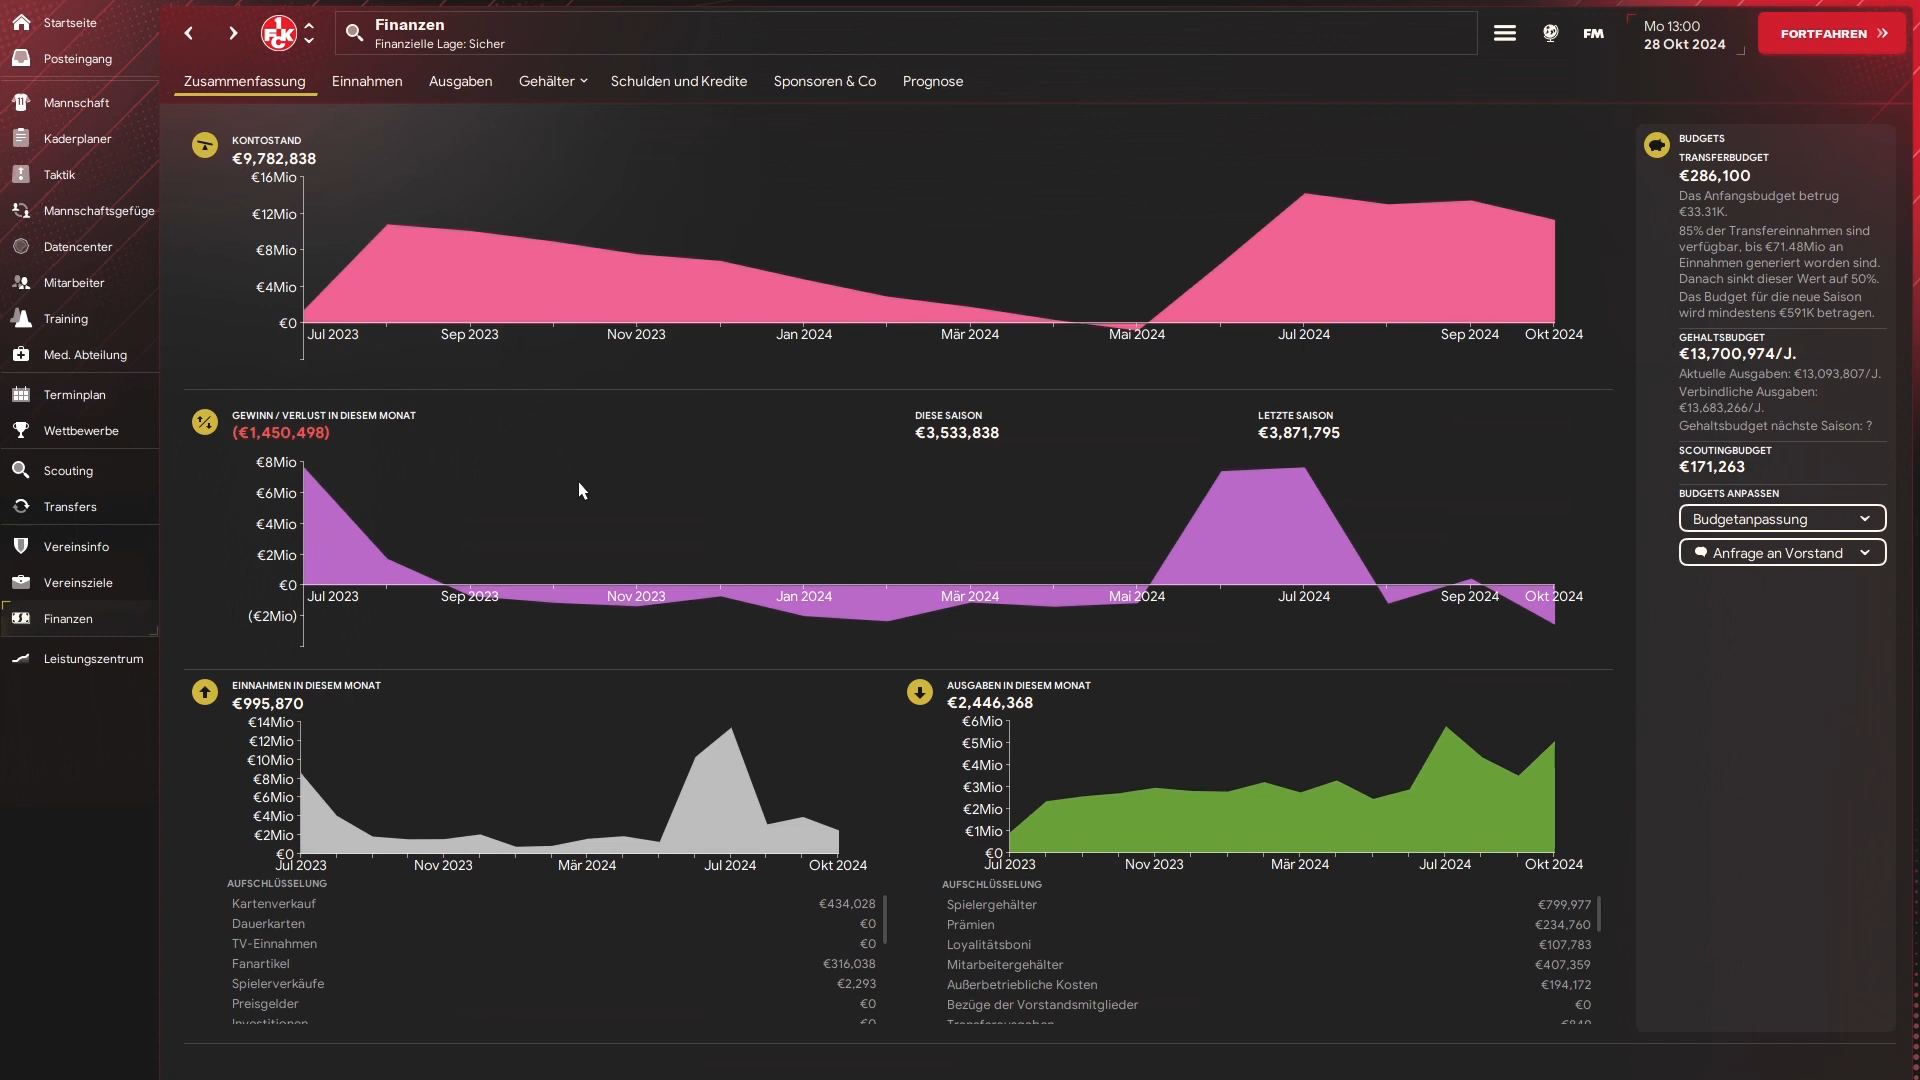 Startseite
Posteingang
Mannschaft
Kaderplaner
Taktik
Mannschaftsgefüge
Datencenter
Mitarbeiter
Training
Med. Abteilung
Terminplan
Wettbewerbe
Scouting
Transfers
Vereinsinfo
Vereinsziele
Finanzen
Leistungszentrum
1
FCK
Finanzen
Finanzielle Lage: Sicher
FM
Mo 13:00
28 Okt 2024
FORTFAHREN
Zusammenfassung
Einnahmen
Ausgaben
Gehälter
Schulden und Kredite
Sponsoren & Co
Prognose
KONTOSTAND
€9,782,838
€16Mio
€12Mio
€8Mio
€4Mio
€0
Jul 2023 Sep 2023 Nov 2023 Jan 2024 Mär 2024 Mai 2024 Jul 2024 Sep 2024 Okt 2024
GEWINN / VERLUST IN DIESEM MONAT
(€1,450,498)
DIESE SAISON
€3,533,838
LETZTE SAISON
€3,871,795
€8Mio
€6Mio
€4Mio
€2Mio
€0
(€2Mio)
Jul 2023 Sep 2023 Nov 2023 Jan 2024 Mär 2024 Mai 2024 Jul 2024 Sep 2024 Okt 2024
EINNAHMEN IN DIESEM MONAT
€995,870
€14Mio
€12Mio
€10Mio
€8Mio
€6Mio
€4Mio
€2Mio
€0
Jul 2023 Nov 2023 Mär 2024 Jul 2024 Okt 2024
AUFSCHLÜSSELUNG
Kartenverkauf €434,028
Dauerkarten €0
TV-Einnahmen €0
Fanartikel €316,038
Spielerverkäufe €2,293
Preisgelder €0
Investitionen €0
AUSGABEN IN DIESEM MONAT
€2,446,368
€6Mio
€5Mio
€4Mio
€3Mio
€2Mio
€1Mio
€0
Jul 2023 Nov 2023 Mär 2024 Jul 2024 Okt 2024
AUFSCHLÜSSELUNG
Spielergehälter €799,977
Prämien €234,760
Loyalitätsboni €107,783
Mitarbeitergehälter €407,359
Außerbetriebliche Kosten €194,172
Bezüge der Vorstandsmitglieder €0
Transferausgaben
BUDGETS
TRANSFERBUDGET
€286,100
Das Anfangsbudget betrug
€33.31K.
85% der Transfereinnahmen sind
verfügbar, bis €71.48Mio an
Einnahmen generiert worden sind.
Danach sinkt dieser Wert auf 50%.
Das Budget für die neue Saison
wird mindestens €591K betragen.
GEHALTSBUDGET
€13,700,974/J.
Aktuelle Ausgaben: €13,093,807/J.
Verbindliche Ausgaben:
€13,683,266/J.
Gehaltsbudget nächste Saison: ?
SCOUTINGBUDGET
€171,263
BUDGETS ANPASSEN
Budgetanpassung
Anfrage an Vorstand